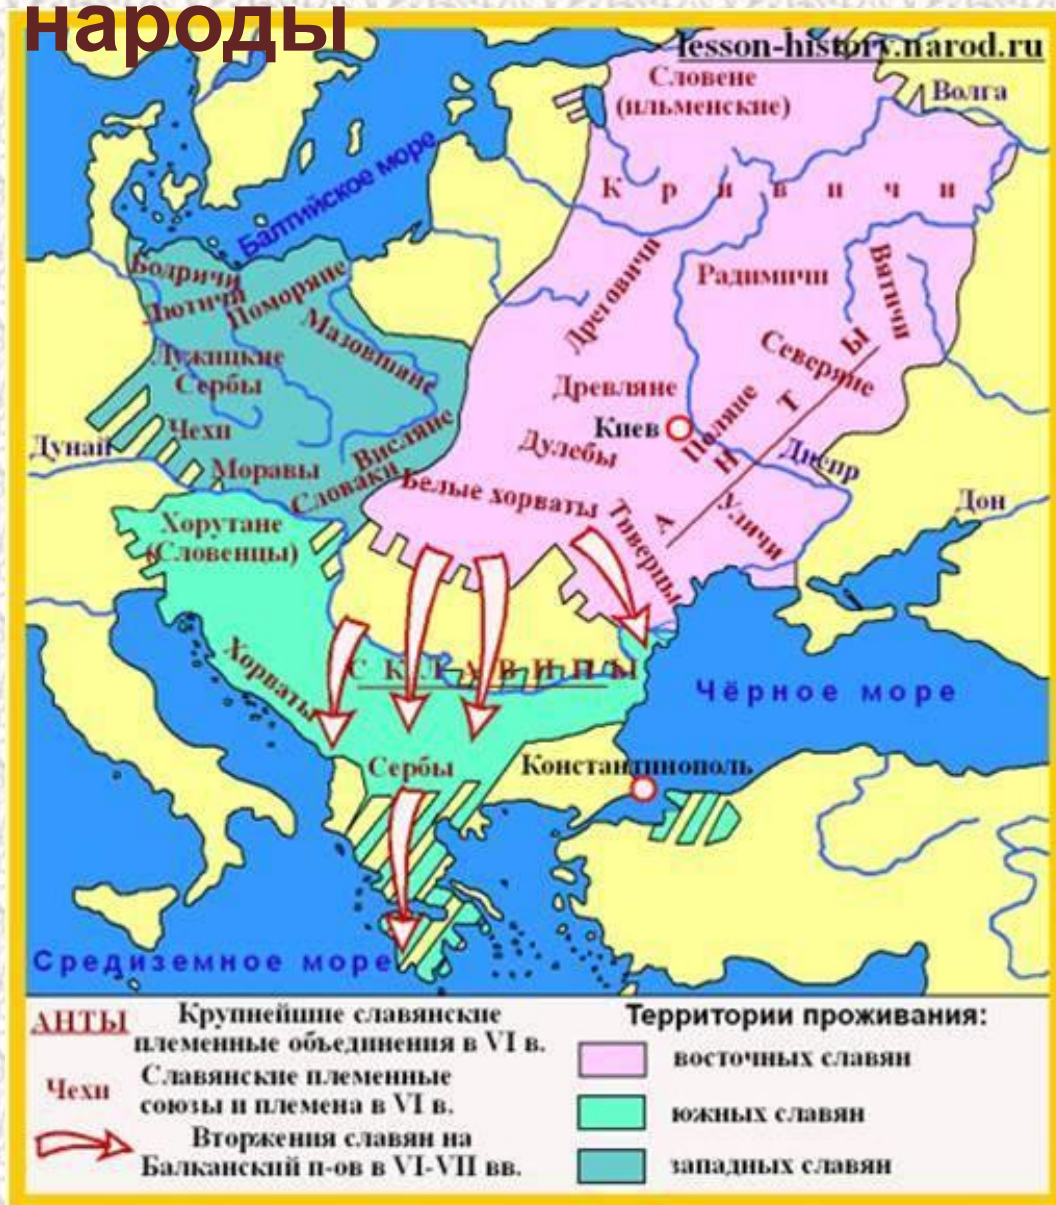 народы
lesson-history.narod.ru
Словене
(ильменские)
Волга
Кривичи
Балтийское море
Бодричи
Лютичи
Поморяне
Мазовшане
Лужицкие
Сербы
Чехи
Дунай
Моравы
Висляне
Словаки
Дреговичи
Радимичи
Вятичи
Северяне
Древляне
Киев
Поляне
Дулебы
АНТЫ
Днепр
Дон
Белые хорваты
Уличи
Тиверцы
Хорутане
(Словенцы)
Хорваты
СКЛАВИНЫ
Чёрное море
Сербы
Константинополь
Средиземное море
АНТЫ
Крупнейшие славянские
племенные объединения в VI в.
Чехи
Славянские племенные
союзы и племена в VI в.
Вторжения славян на
Балканский п-ов в VI-VII вв.
Территории проживания:
восточных славян
южных славян
западных славян